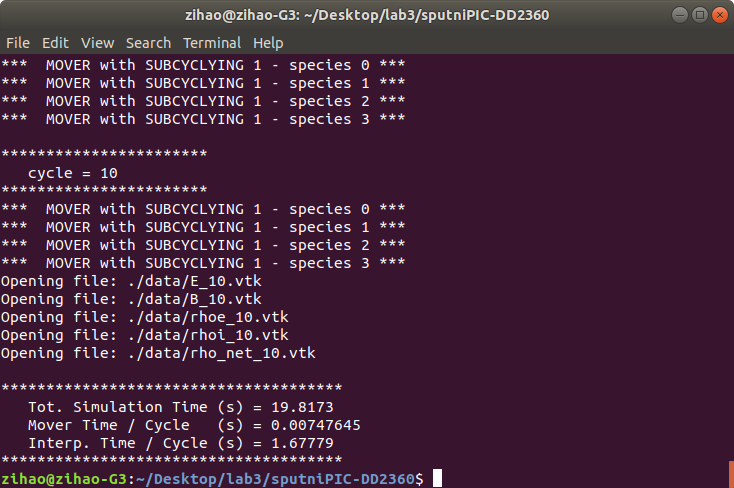 zihao@zihao-G3: ~/Desktop/lab3/sputniPIC-DD2360
File Edit View Search Terminal Help
***  MOVER with SUBCYCLYING 1 - species 0 ***
***  MOVER with SUBCYCLYING 1 - species 1 ***
***  MOVER with SUBCYCLYING 1 - species 2 ***
***  MOVER with SUBCYCLYING 1 - species 3 ***
***********************
   cycle = 10
***********************
***  MOVER with SUBCYCLYING 1 - species 0 ***
***  MOVER with SUBCYCLYING 1 - species 1 ***
***  MOVER with SUBCYCLYING 1 - species 2 ***
***  MOVER with SUBCYCLYING 1 - species 3 ***
Opening file: ./data/E_10.vtk
Opening file: ./data/B_10.vtk
Opening file: ./data/rhoe_10.vtk
Opening file: ./data/rhoi_10.vtk
Opening file: ./data/rho_net_10.vtk
**************************************
   Tot. Simulation Time (s) = 19.8173
   Mover Time / Cycle   (s) = 0.00747645
   Interp. Time / Cycle (s) = 1.67779
**************************************
zihao@zihao-G3:~/Desktop/lab3/sputniPIC-DD2360$